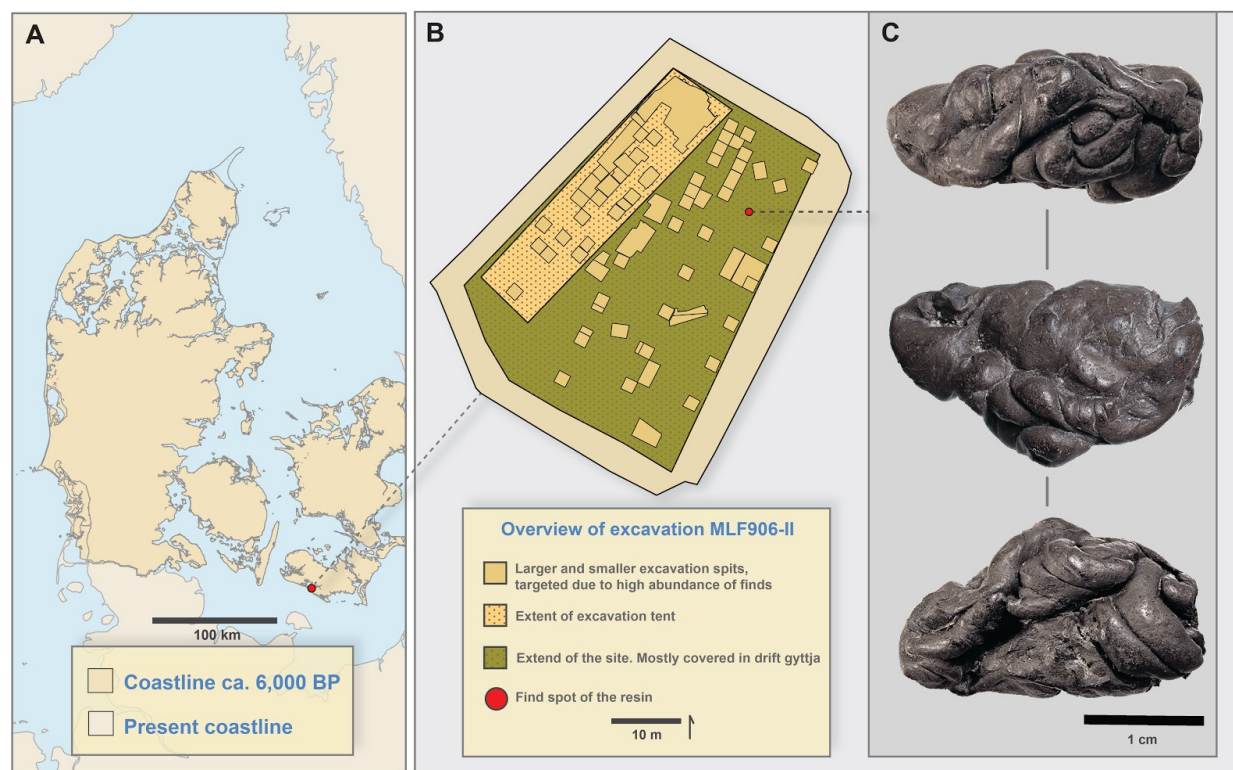 A
100 km
Coastline ca. 6,000 BP
Present coastline
B
Overview of excavation MLF906-II
Larger and smaller excavation spits,
targeted due to high abundance of finds
Extent of excavation tent
Extend of the site. Mostly covered in drift gyttja
Find spot of the resin
10 m
C
1 cm